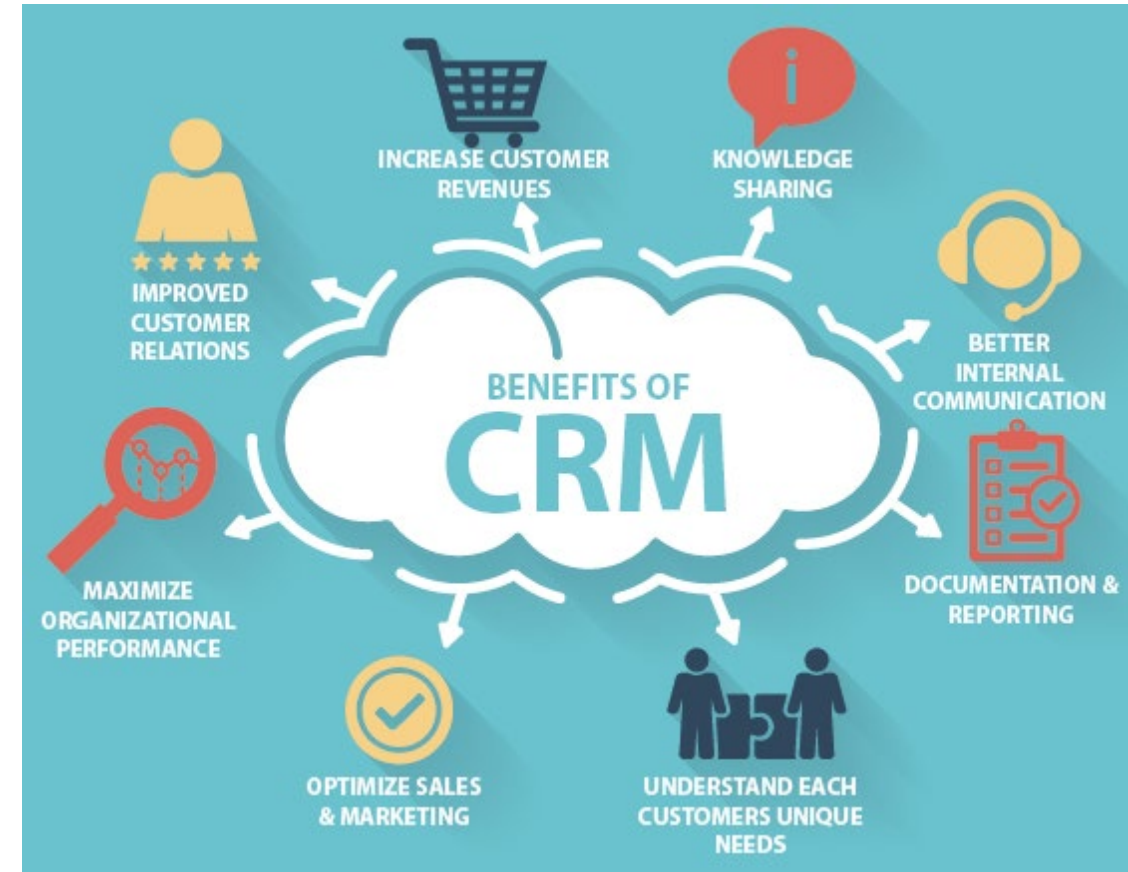 BENEFITS OF
CRM
INCREASE CUSTOMER
REVENUES
KNOWLEDGE
SHARING
BETTER
INTERNAL
COMMUNICATION
DOCUMENTATION &
REPORTING
UNDERSTAND EACH
CUSTOMERS UNIQUE
NEEDS
OPTIMIZE SALES
& MARKETING
MAXIMIZE
ORGANIZATIONAL
PERFORMANCE
IMPROVED
CUSTOMER
RELATIONS
i